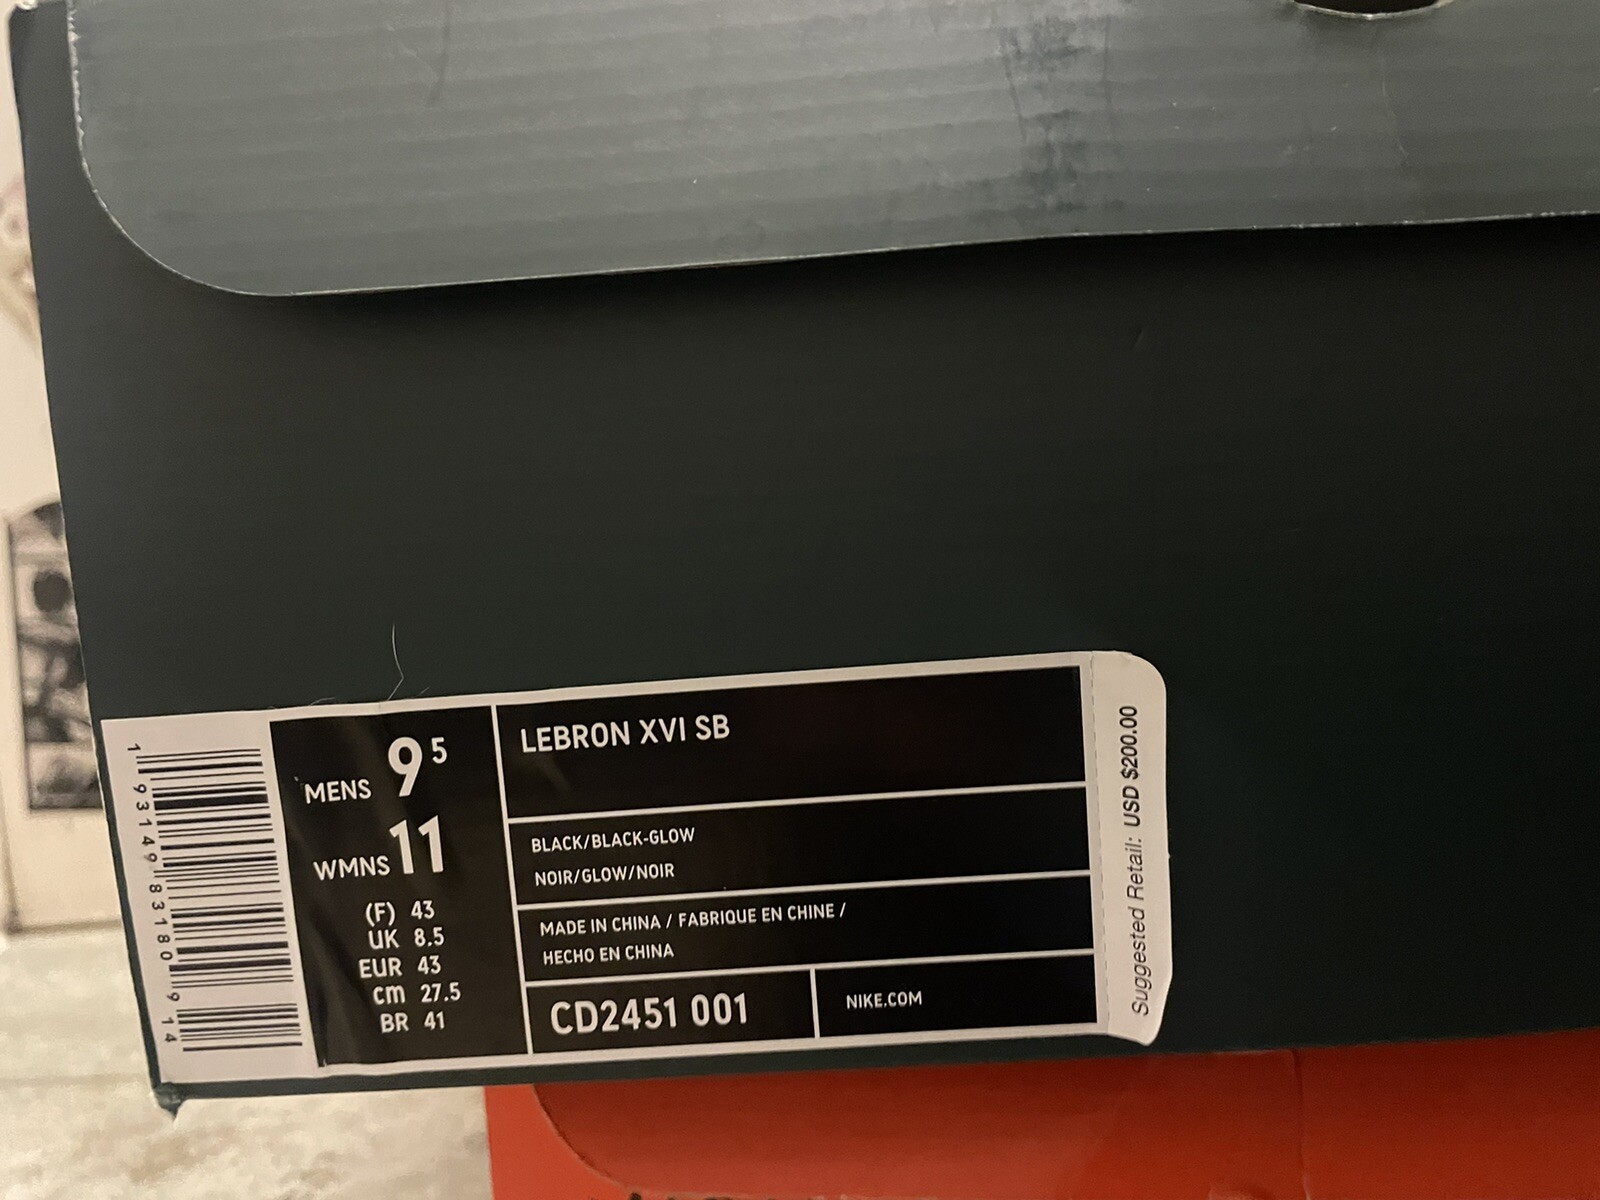 1 93149 83180 9 14
MENS 9 5
WMNS 11
(F) 43
UK 8.5
EUR 43
cm 27.5
BR 41
LEBRON XVI SB
BLACK/BLACK-GLOW
NOIR/GLOW/NOIR
MADE IN CHINA / FABRIQUE EN CHINE /
HECHO EN CHINA
CD2451 001
NIKE.COM
Suggested Retail: USD $200.00